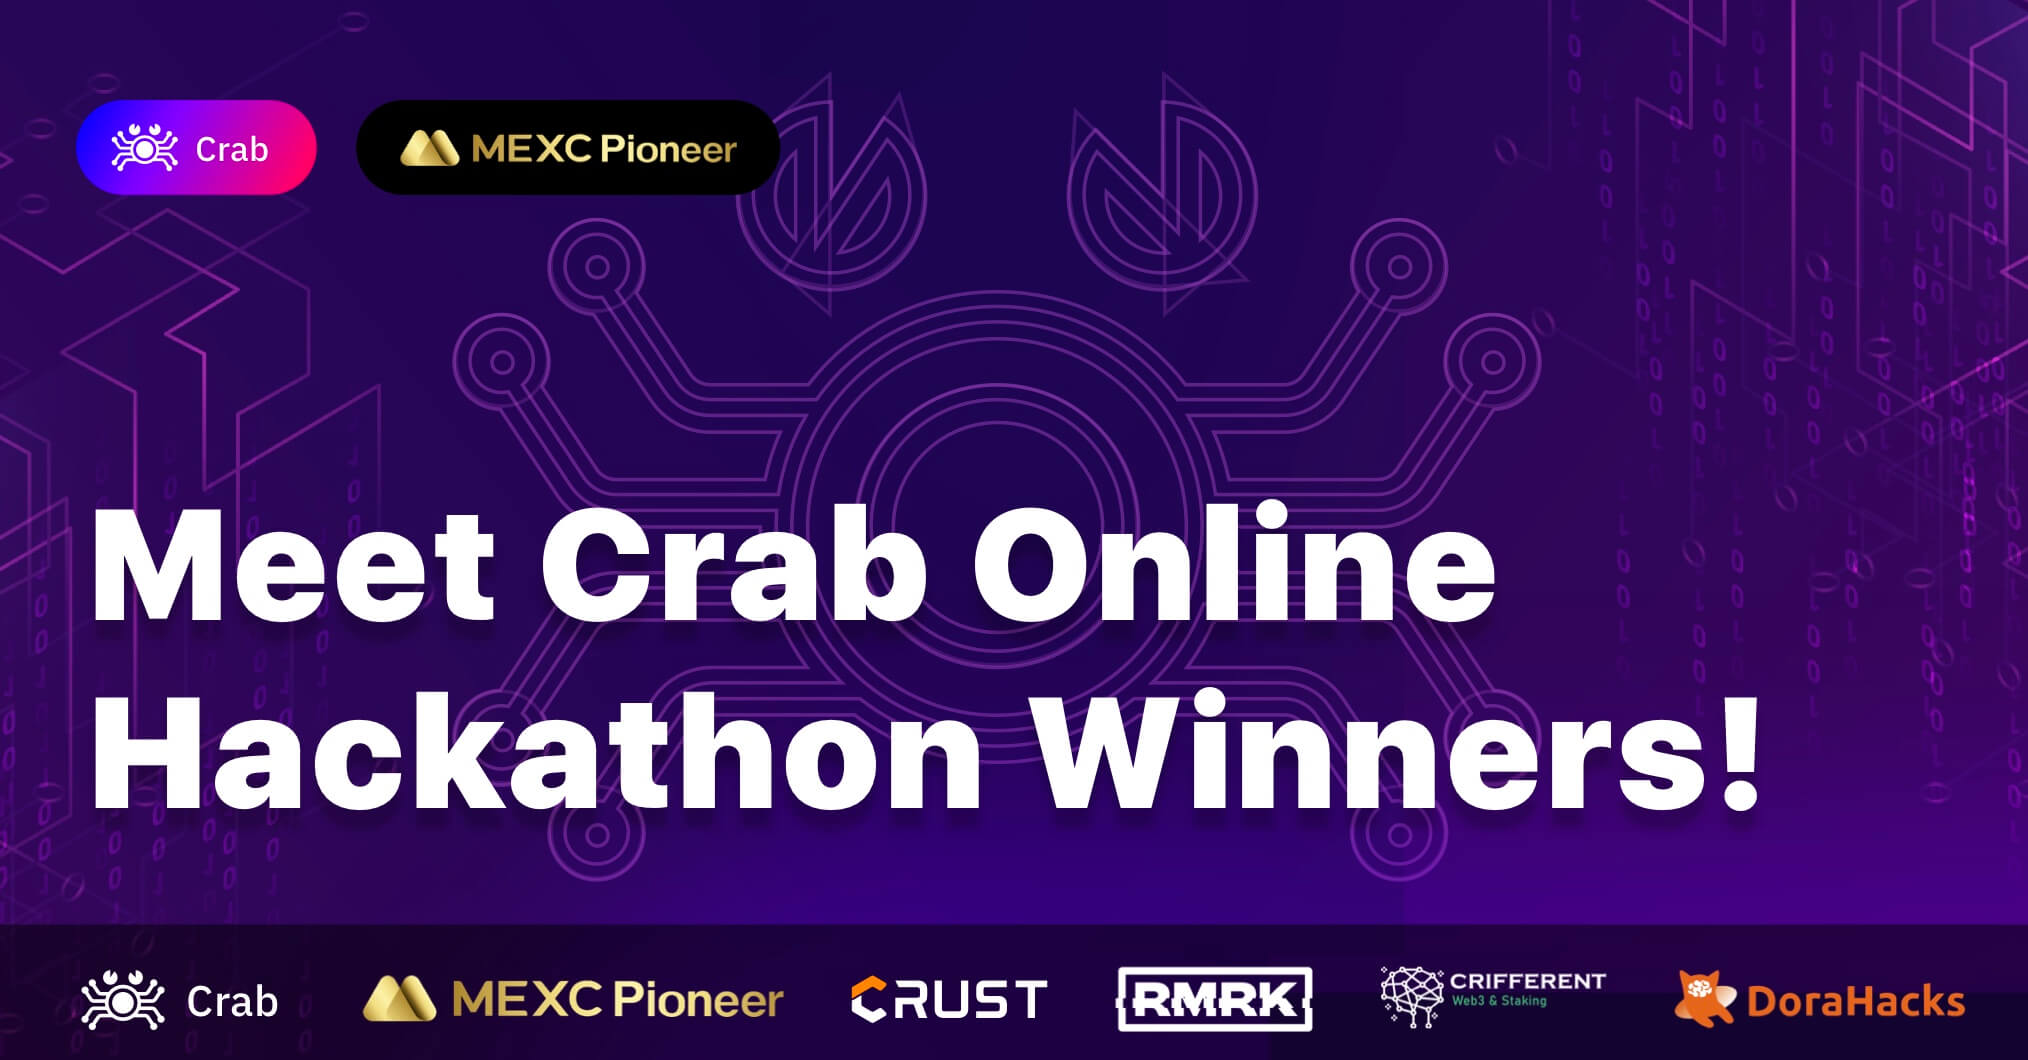 Crab
MEXC Pioneer
Meet Crab Online
Hackathon Winners!
Crab
MEXC Pioneer
CRUST
RMRK
CRIFFERENT
Web3 & Staking
DoraHacks